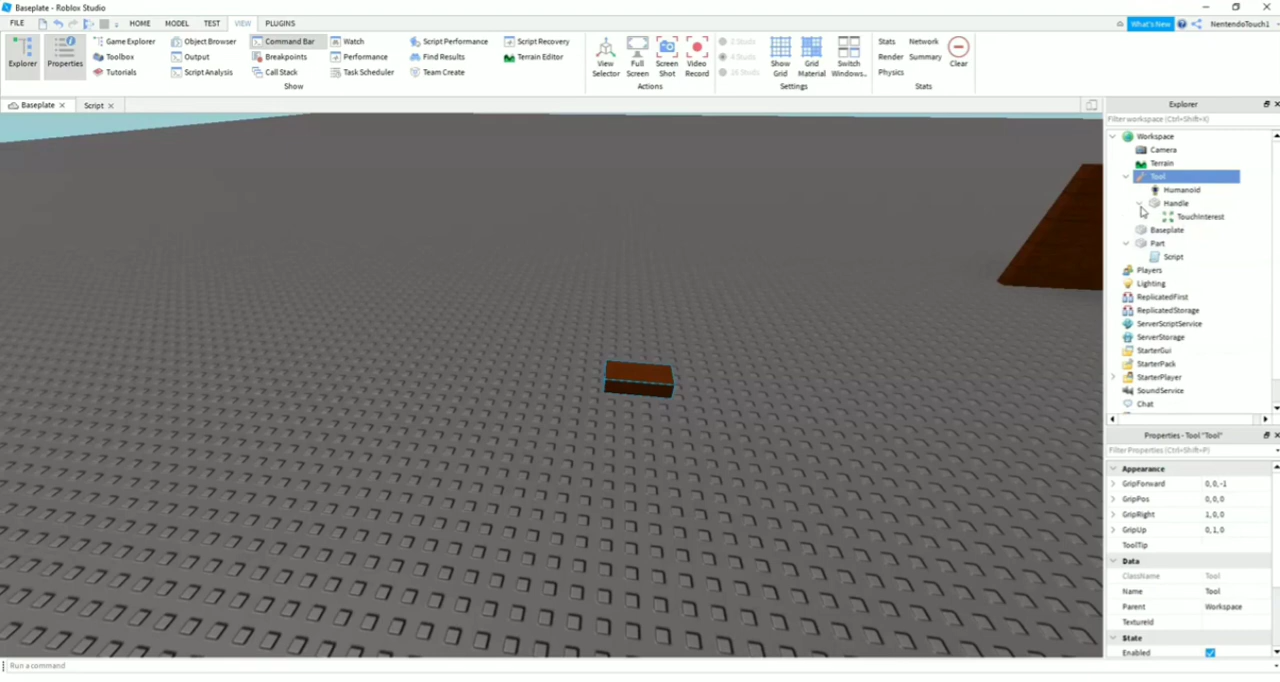 Baseplate - Roblox Studio
FILE HOME MODEL TEST VIEW PLUGINS What's New NentendoTouch1
Explorer
Properties
Game Explorer Object Browser Command Bar Watch Script Performance Script Recovery
Toolbox Output Breakpoints Performance Find Results Terrain Editor
Tutorials Script Analysis Call Stack Task Scheduler Team Create
Show
View Selector
Full Screen
Screen Shot
Video Record
Actions
2 Studs
4 Studs
16 Studs
Show Grid
Grid Material
Switch Windows..
Settings
Stats Network
Render Summary
Physics
Clear
Stats
Baseplate Script
Explorer
Filter workspace (Ctrl+Shift+X)
Workspace
Camera
Terrain
Tool
Humanoid
Handle
TouchInterest
Baseplate
Part
Script
Players
Lighting
ReplicatedFirst
ReplicatedStorage
ServerScriptService
ServerStorage
StarterGui
StarterPack
StarterPlayer
SoundService
Chat
Properties - Tool "Tool"
Filter Properties (Ctrl+Shift+P)
Appearance
GripForward 0,0,-1
GripPos 0,0,0
GripRight 1,0,0
GripUp 0,1,0
ToolTip
Data
ClassName Tool
Name Tool
Parent Workspace
TextureId
State
Enabled
Run a command